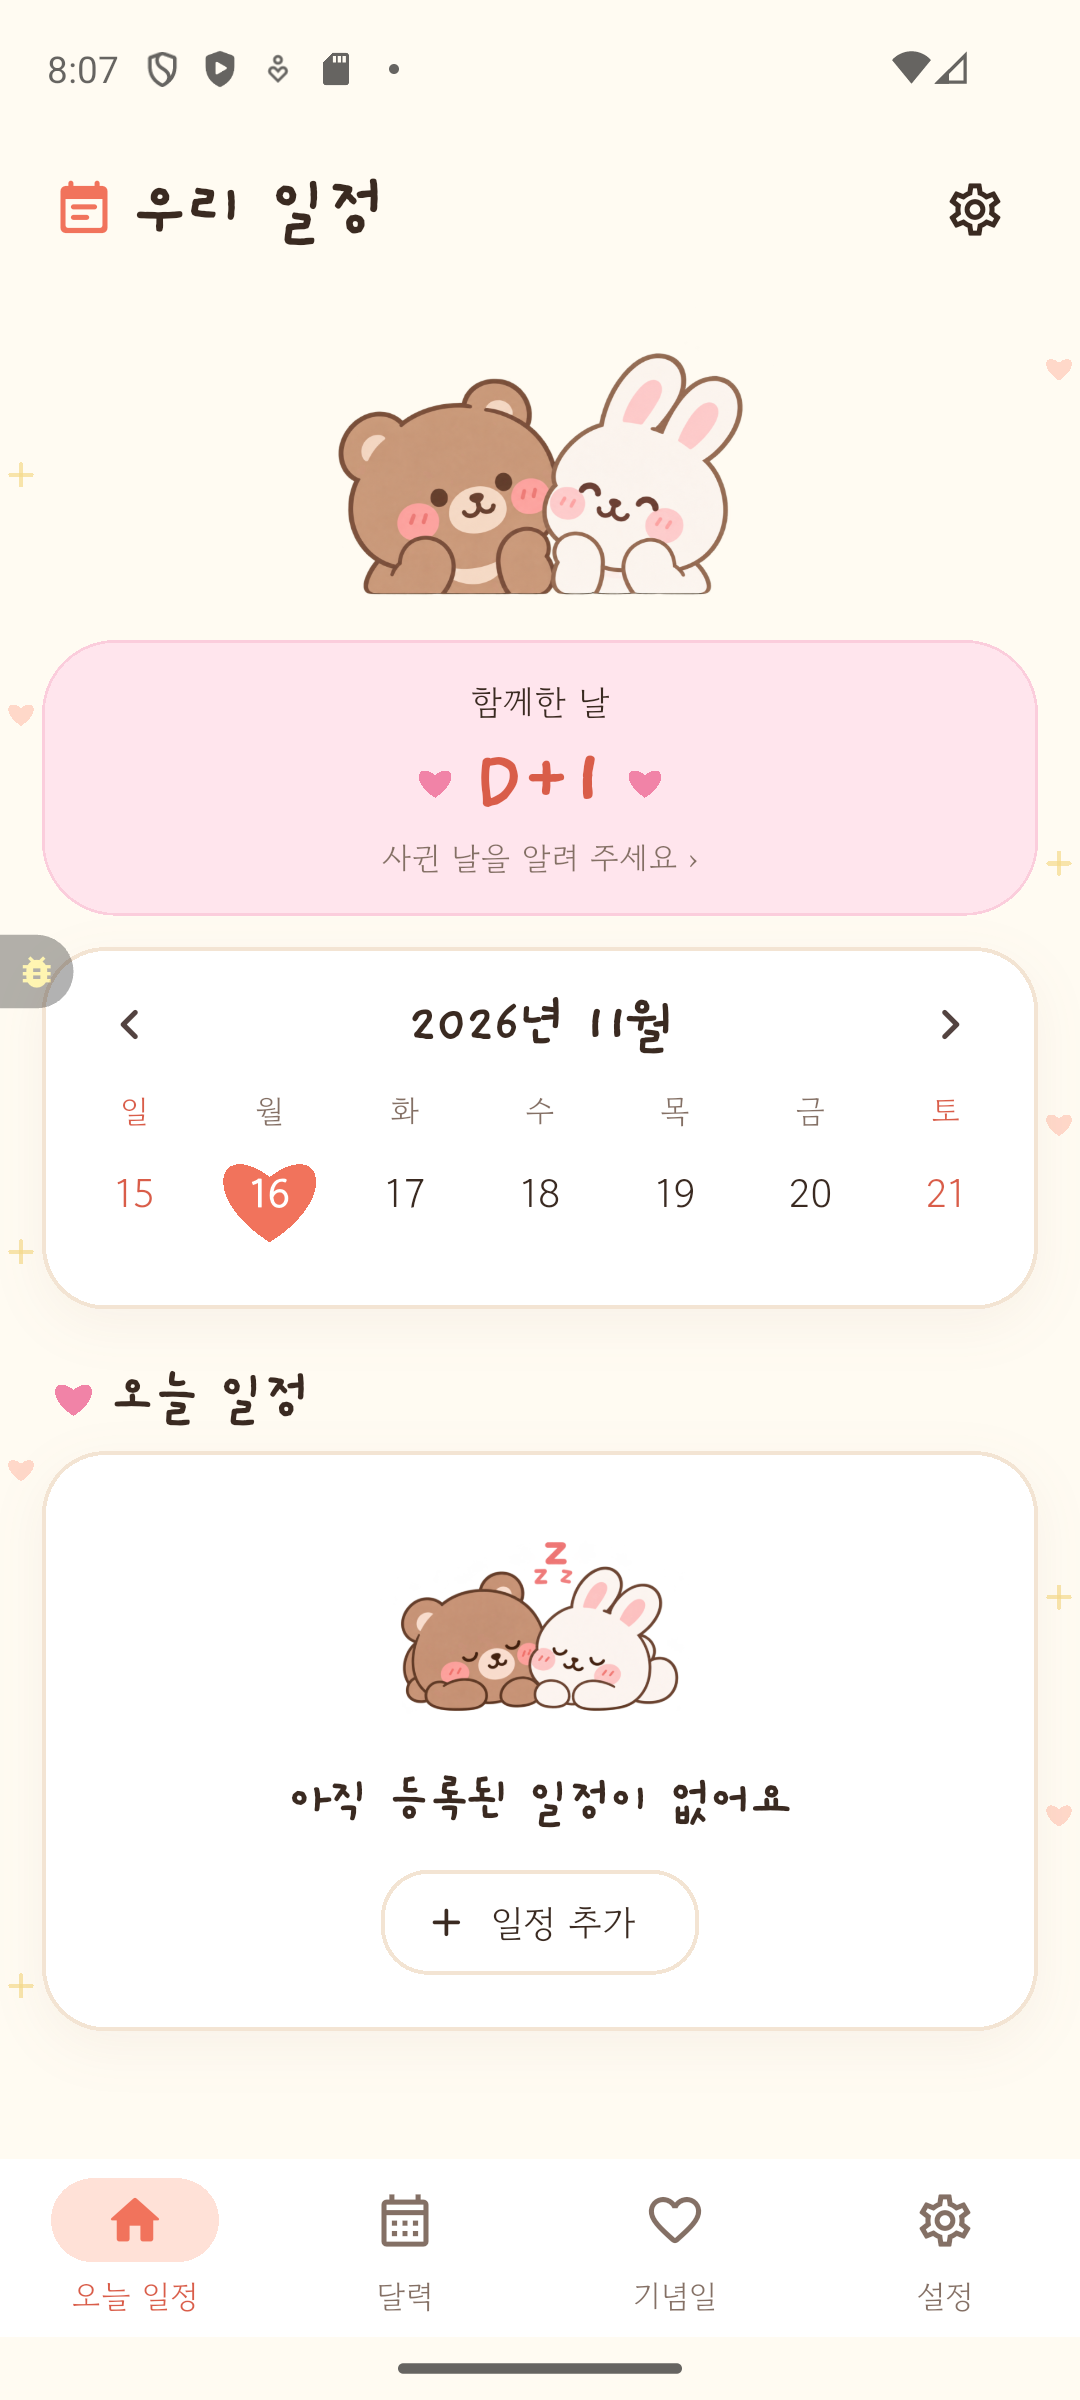 8:07
우리 일정
함께한 날
D+1
사귄 날을 알려 주세요 ›
2026년 11월
일 월 화 수 목 금 토
15 16 17 18 19 20 21
오늘 일정
z z z
아직 등록된 일정이 없어요
+ 일정 추가
오늘 일정 달력 기념일 설정